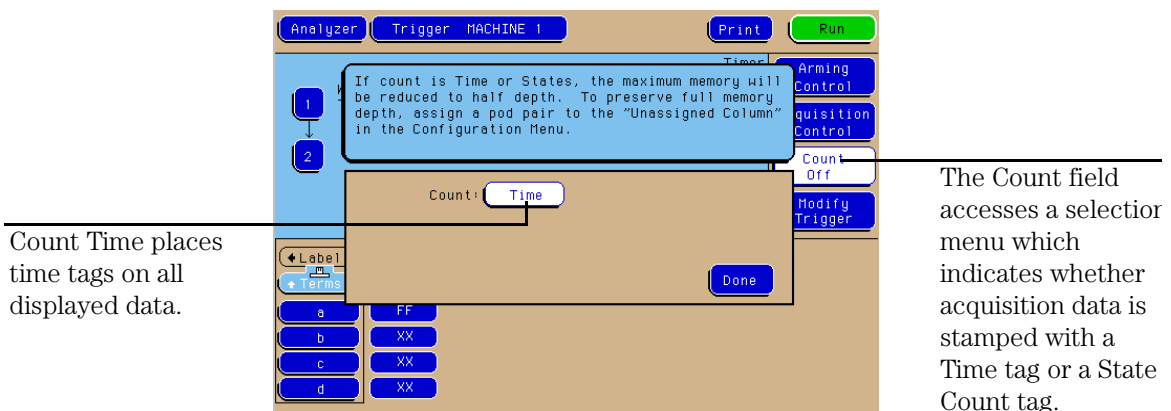 Analyzer Trigger MACHINE 1 Print Run
Arming
Control
If count is Time or States, the maximum memory will
be reduced to half depth. To preserve full memory
depth, assign a pod pair to the "Unassigned Column"
in the Configuration Menu.
1
2
Control
Count
Off
Count: Time
Modify
Trigger
Done
Label
Terms
a FF
b XX
c XX
d XX
Count Time places
time tags on all
displayed data.
The Count field
accesses a selection
menu which
indicates whether
acquisition data is
stamped with a
Time tag or a State
Count tag.